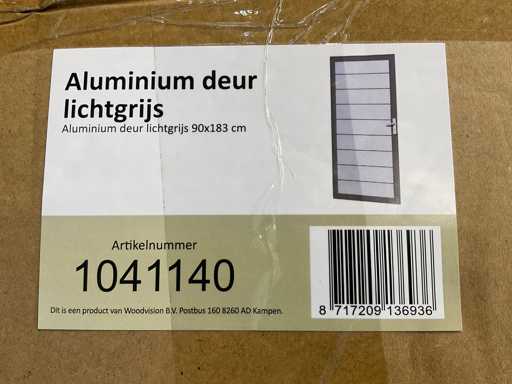 Aluminium deur
lichtgrijs
Aluminium deur lichtgrijs 90x183 cm
Artikelnummer
1041140
Dit is een product van Woodvision B.V. Postbus 160 8260 AD Kampen.
8 717209 136936